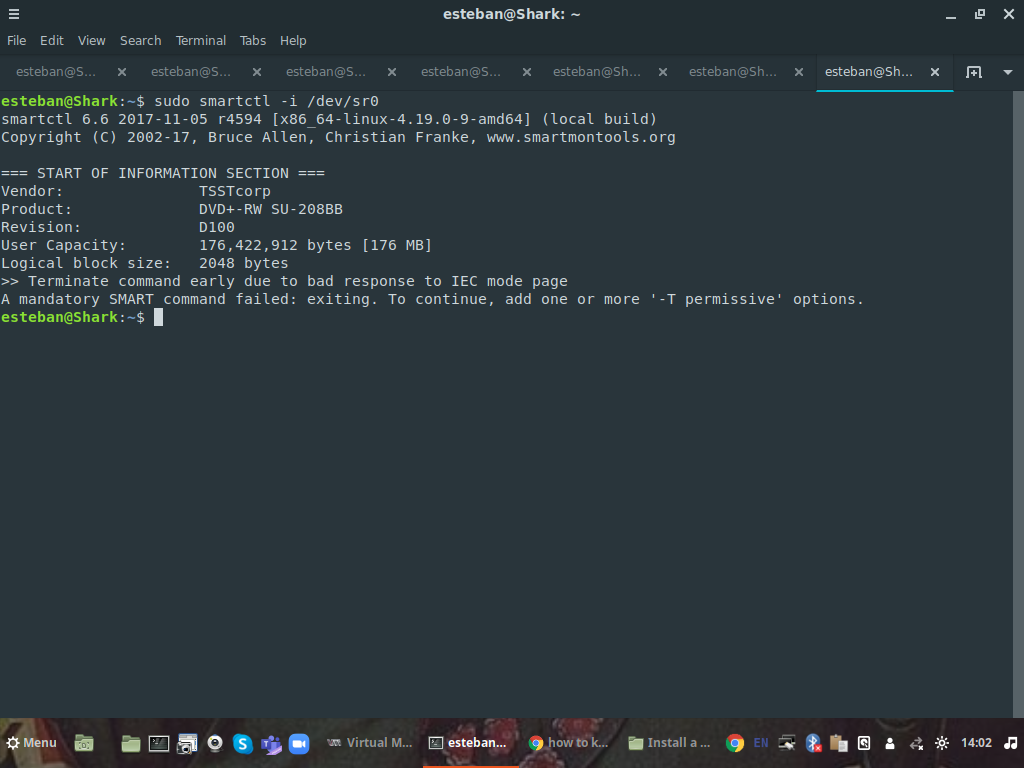 esteban@Shark: ~
File Edit View Search Terminal Tabs Help
esteban@S... esteban@S... esteban@S... esteban@S... esteban@Sh... esteban@Sh... esteban@Sh...
esteban@Shark:~$ sudo smartctl -i /dev/sr0
smartctl 6.6 2017-11-05 r4594 [x86_64-linux-4.19.0-9-amd64] (local build)
Copyright (C) 2002-17, Bruce Allen, Christian Franke, www.smartmontools.org
=== START OF INFORMATION SECTION ===
Vendor: TSSTcorp
Product: DVD+-RW SU-208BB
Revision: D100
User Capacity: 176,422,912 bytes [176 MB]
Logical block size: 2048 bytes
>> Terminate command early due to bad response to IEC mode page
A mandatory SMART command failed: exiting. To continue, add one or more '-T permissive' options.
esteban@Shark:~$
Menu Virtual M... esteban... how to k... Install a ... EN 14:02